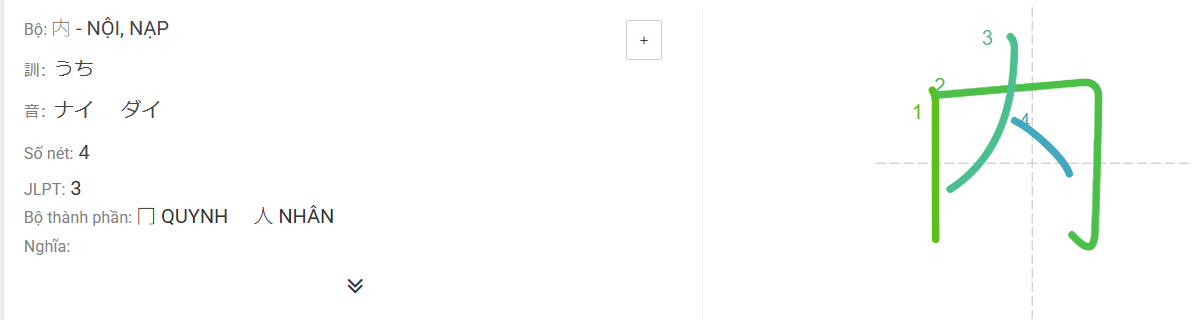 Bộ: 内 - NỘI, NẠP
+
訓: うち
音: ナイ ダイ
Số nét: 4
JLPT: 3
Bộ thành phần: 冂 QUYNH 人 NHÂN
Nghĩa:
3
2
1
4
内